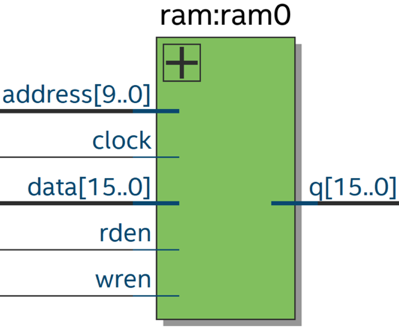 ram:ram0
address[9..0]
clock
data[15..0]
q[15..0]
rden
wren